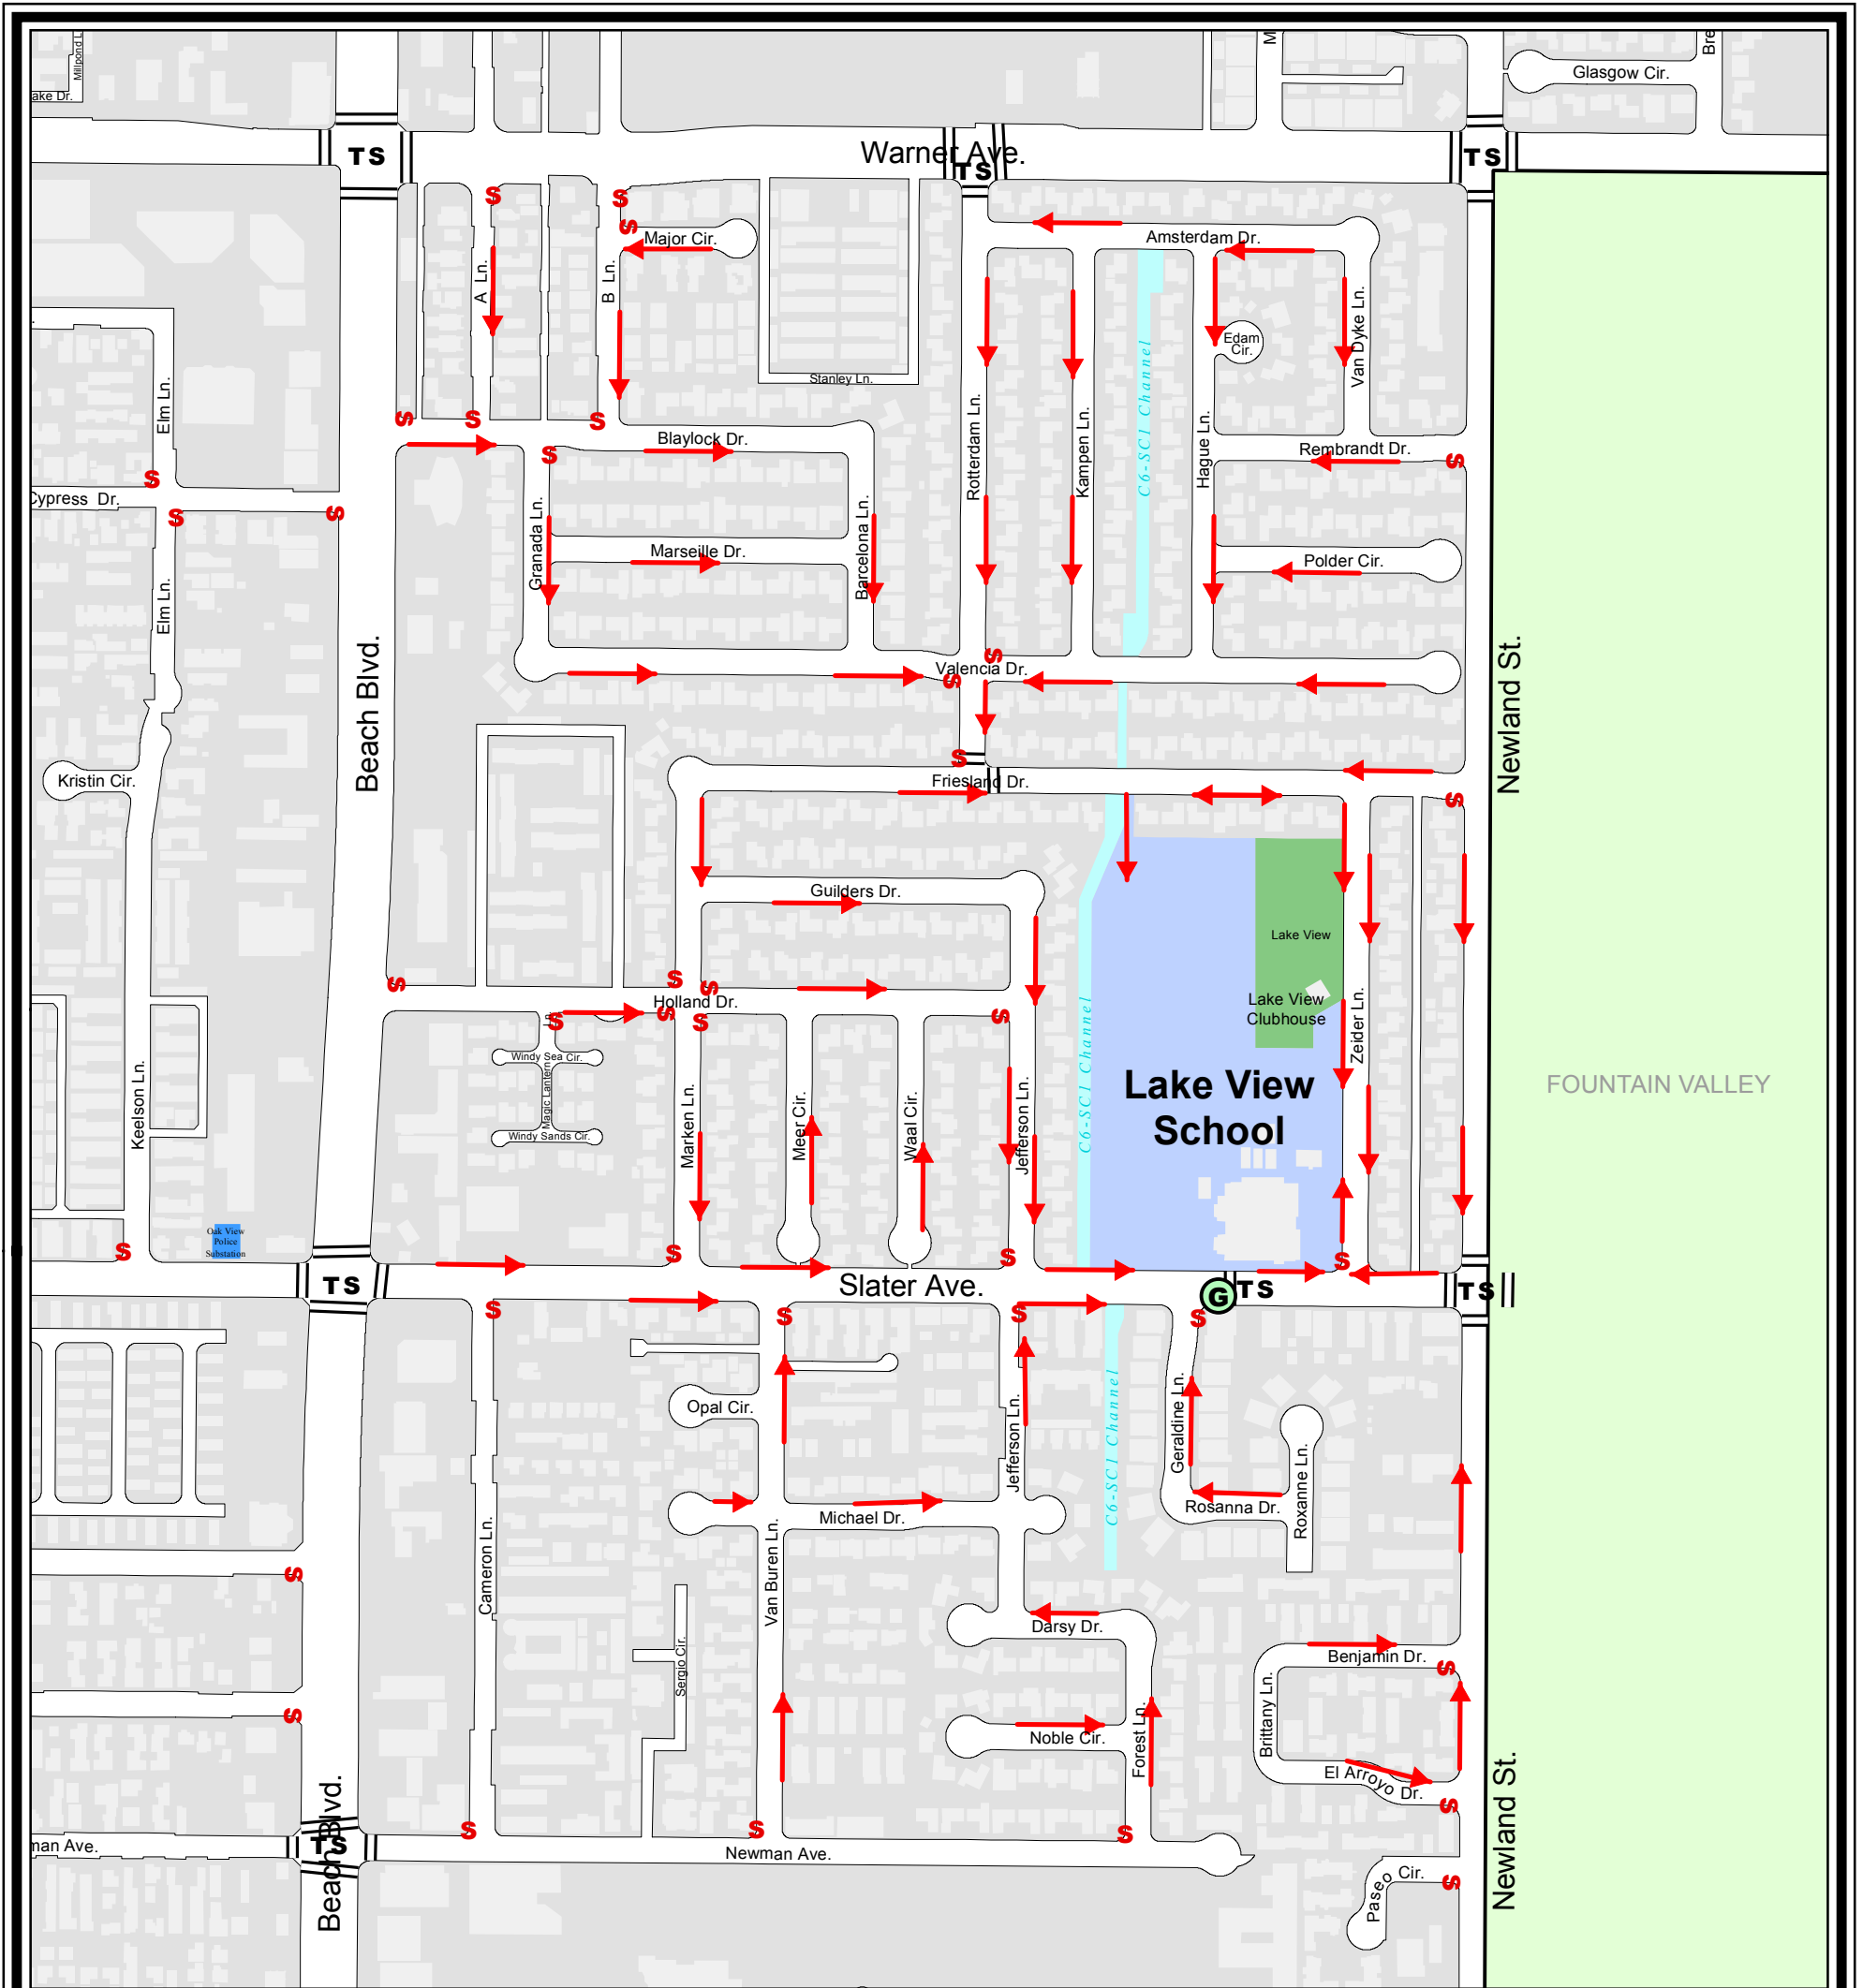 Millpond L
ake Dr.
M
Bre
Glasgow Cir.
TS
Warner Ave.
TS
TS
S
S
S
Major Cir.
Amsterdam Dr.
A Ln.
B Ln.
Edam
Cir.
Van Dyke Ln.
Stanley Ln.
Elm Ln.
C6-SC1 Channel
Rotterdam Ln.
Kampen Ln.
Hague Ln.
S
S
S
Blaylock Dr.
S
Rembrandt Dr.
S
S
Cypress Dr.
S
S
Granada Ln.
Barcelona Ln.
Marseille Dr.
Polder Cir.
Elm Ln.
Beach Blvd.
Newland St.
S
Valencia Dr.
S
S
Kristin Cir.
Friesland Dr.
S
Guilders Dr.
Lake View
S
S
S
Holland Dr.
Lake View
Clubhouse
S
S
S
S
Zeider Ln.
Windy Sea Cir.
Magic Lantern
Ln.
Windy Sands Cir.
Keelson Ln.
Marken Ln.
Meer Cir.
Waal Cir.
Jefferson Ln.
C6-SC1 Channel
Lake View
School
FOUNTAIN VALLEY
Oak View
Police
Substation
S
S
S
S
TS
Slater Ave.
G
TS
TS
S
S
S
S
Opal Cir.
Jefferson Ln.
C6-SC1 Channel
Geraldine Ln.
Rosanna Dr.
Roxanne Ln.
Michael Dr.
Cameron Ln.
Van Buren Ln.
S
Darsy Dr.
Sergio Cir.
Benjamin Dr.
S
Brittany Ln.
S
Noble Cir.
Forest Ln.
El Arroyo Dr.
S
Newland St.
Beach Blvd.
S
S
S
man Ave.
TS
Newman Ave.
Paseo Cir.
S